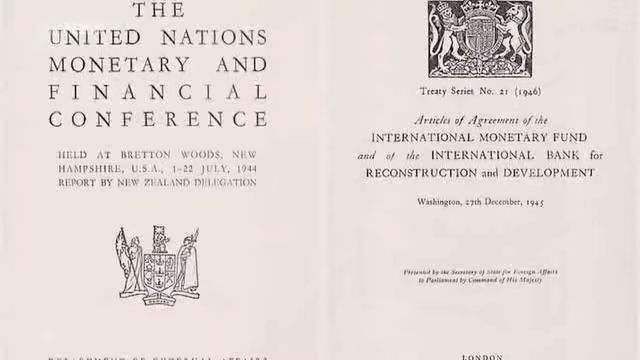 THE
UNITED NATIONS
MONETARY AND
FINANCIAL
CONFERENCE
HELD AT BRETTON WOODS, NEW
HAMPSHIRE, U.S.A., 1-22 JULY, 1944
REPORT BY NEW ZEALAND DELEGATION
Treaty Series No. 21 (1946)
Articles of Agreement of the
INTERNATIONAL MONETARY FUND
and of the INTERNATIONAL BANK for
RECONSTRUCTION and DEVELOPMENT
Washington, 27th December, 1945
Presented by the Secretary of State for Foreign Affairs
to Parliament by Command of His Majesty
LONDON